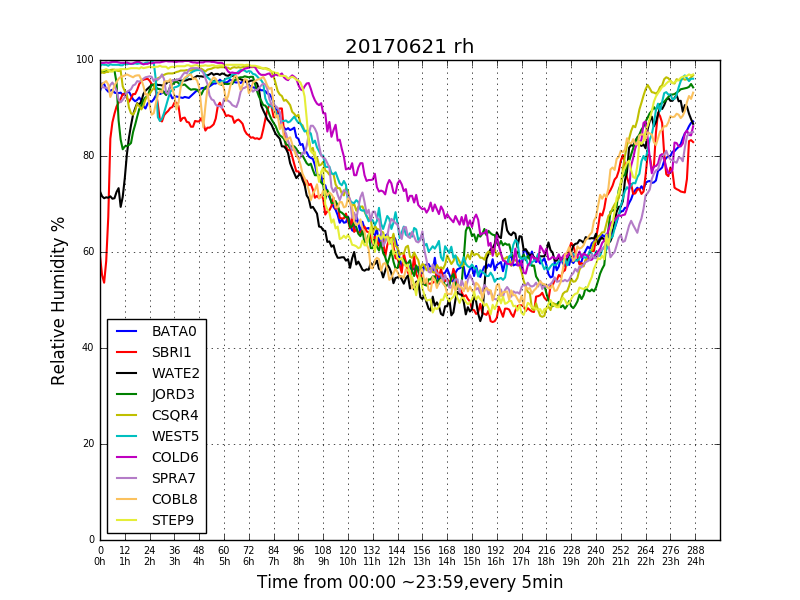 20170621 rh
100
80
60
40
20
0
Relative Humidity %
BATA0
SBRI1
WATE2
JORD3
CSQR4
WEST5
COLD6
SPRA7
COBL8
STEP9
0 12 24 36 48 60 72 84 96 108 120 132 144 156 168 180 192 204 216 228 240 252 264 276 288
0h 1h 2h 3h 4h 5h 6h 7h 8h 9h 10h 11h 12h 13h 14h 15h 16h 17h 18h 19h 20h 21h 22h 23h 24h
Time from 00:00 ~23:59,every 5min